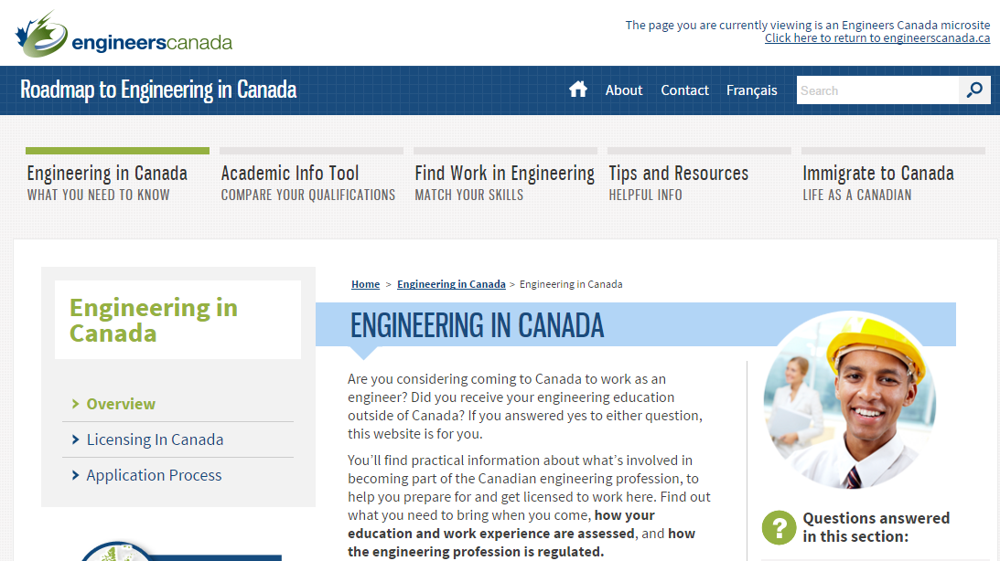 engineerscanada
The page you are currently viewing is an Engineers Canada microsite
Click here to return to engineerscanada.ca
Roadmap to Engineering in Canada
About
Contact
Français
Search
Engineering in Canada
WHAT YOU NEED TO KNOW
Academic Info Tool
COMPARE YOUR QUALIFICATIONS
Find Work in Engineering
MATCH YOUR SKILLS
Tips and Resources
HELPFUL INFO
Immigrate to Canada
LIFE AS A CANADIAN
Engineering in
Canada
> Overview
> Licensing In Canada
> Application Process
Home > Engineering in Canada > Engineering in Canada
ENGINEERING IN CANADA
Are you considering coming to Canada to work as an
engineer? Did you receive your engineering education
outside of Canada? If you answered yes to either question,
this website is for you.
You’ll find practical information about what’s involved in
becoming part of the Canadian engineering profession, to
help you prepare for and get licensed to work here. Find out
what you need to bring when you come, how your
education and work experience are assessed, and how
the engineering profession is regulated.
?
Questions answered
in this section: